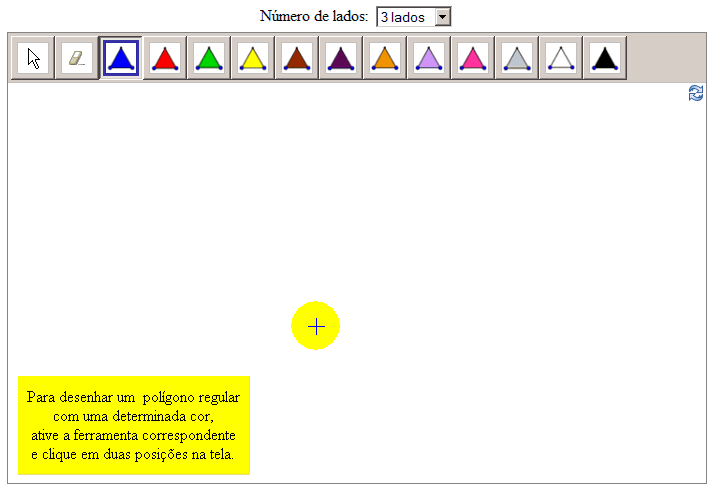 Número de lados: 3 lados
Para desenhar um polígono regular
com uma determinada cor,
ative a ferramenta correspondente
e clique em duas posições na tela.